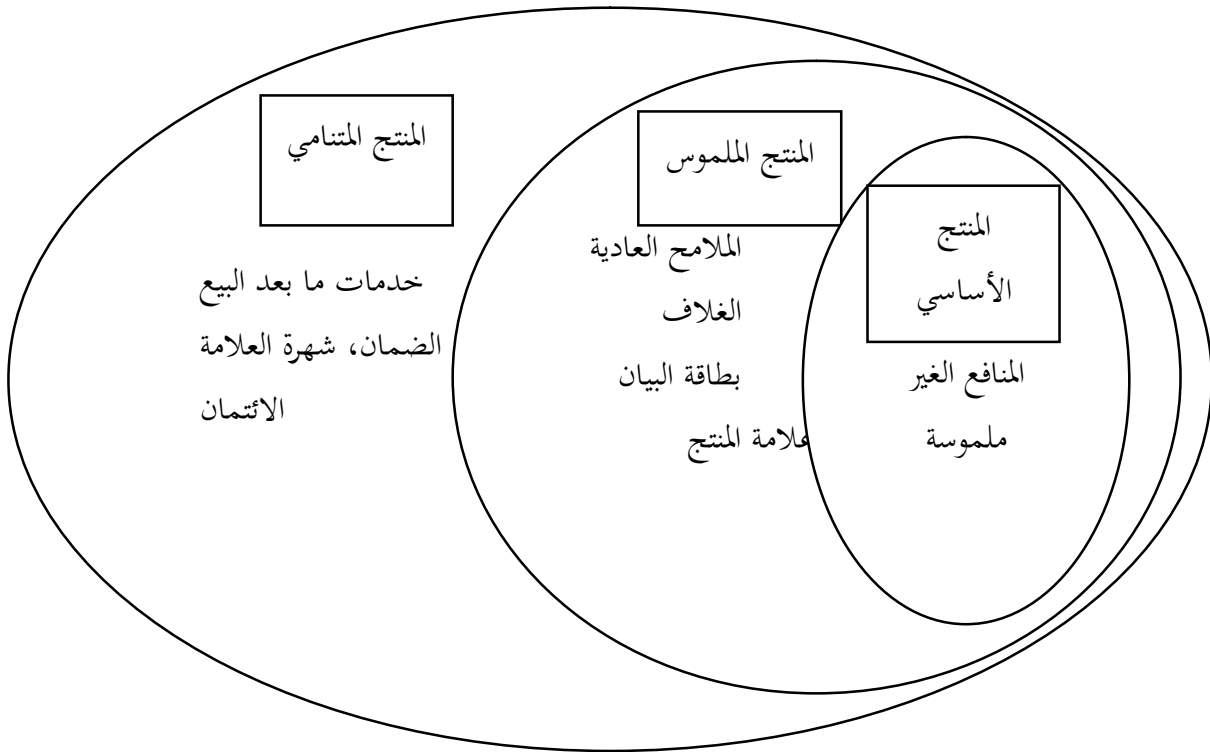 المنتج
الأساسي
المنافع الغير
ملموسة
المنتج الملموس
الملامح العادية
الغلاف
بطاقة البيان
علامة المنتج
المنتج المتنامي
خدمات ما بعد البيع
الضمان، شهرة العلامة
الائتمان